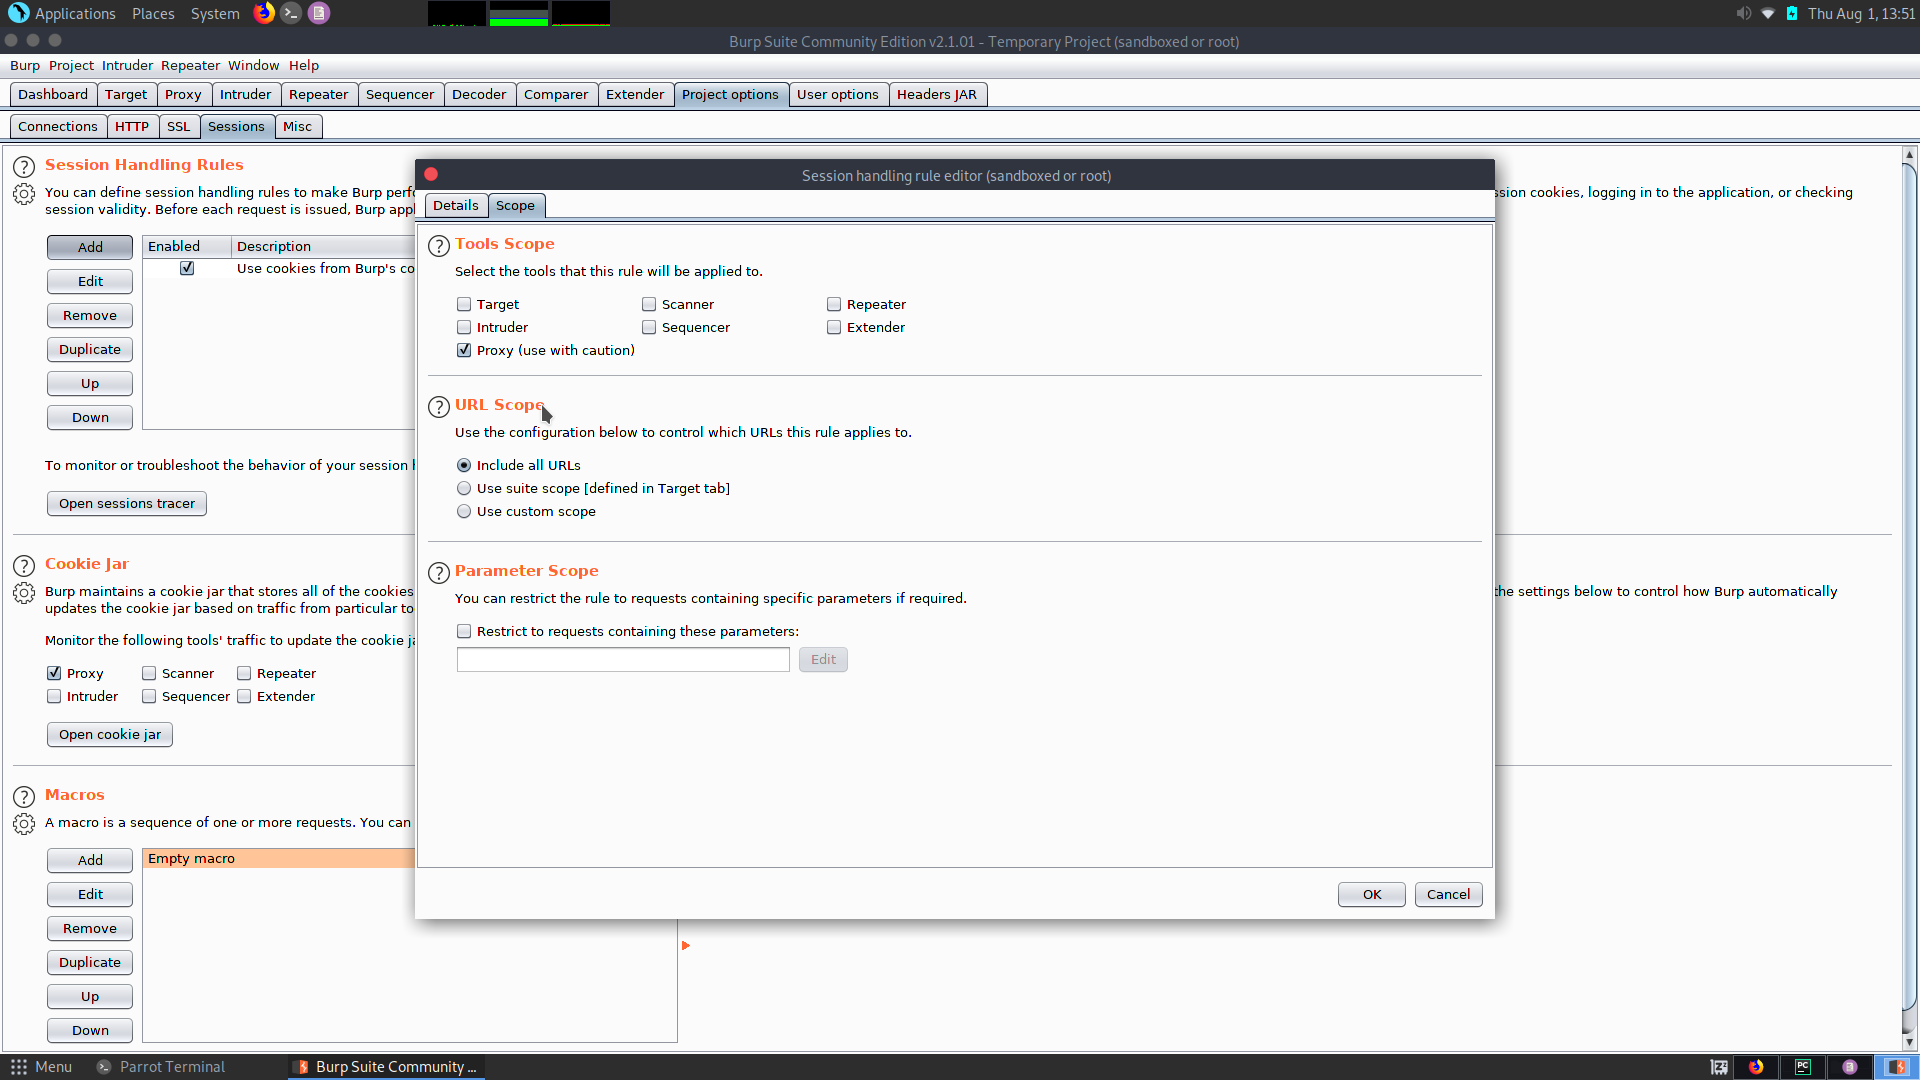 Applications Places System Thu Aug 1, 13:51
Burp Suite Community Edition v2.1.01 - Temporary Project (sandboxed or root)
Burp Project Intruder Repeater Window Help
Dashboard Target Proxy Intruder Repeater Sequencer Decoder Comparer Extender Project options User options Headers JAR
Connections HTTP SSL Sessions Misc
Session Handling Rules
You can define session handling rules to make Burp perf
session validity. Before each request is issued, Burp appl
ssion cookies, logging in to the application, or checking
Add
Edit
Remove
Duplicate
Up
Down
Enabled Description
Use cookies from Burp's co
To monitor or troubleshoot the behavior of your session h
Open sessions tracer
Cookie Jar
Burp maintains a cookie jar that stores all of the cookies
updates the cookie jar based on traffic from particular to
the settings below to control how Burp automatically
Monitor the following tools' traffic to update the cookie ja
Proxy Scanner Repeater
Intruder Sequencer Extender
Open cookie jar
Macros
A macro is a sequence of one or more requests. You can
Add
Edit
Remove
Duplicate
Up
Down
Empty macro
Session handling rule editor (sandboxed or root)
Details Scope
Tools Scope
Select the tools that this rule will be applied to.
Target Scanner Repeater
Intruder Sequencer Extender
Proxy (use with caution)
URL Scope
Use the configuration below to control which URLs this rule applies to.
Include all URLs
Use suite scope [defined in Target tab]
Use custom scope
Parameter Scope
You can restrict the rule to requests containing specific parameters if required.
Restrict to requests containing these parameters:
Edit
OK Cancel
Menu Parrot Terminal Burp Suite Community ...